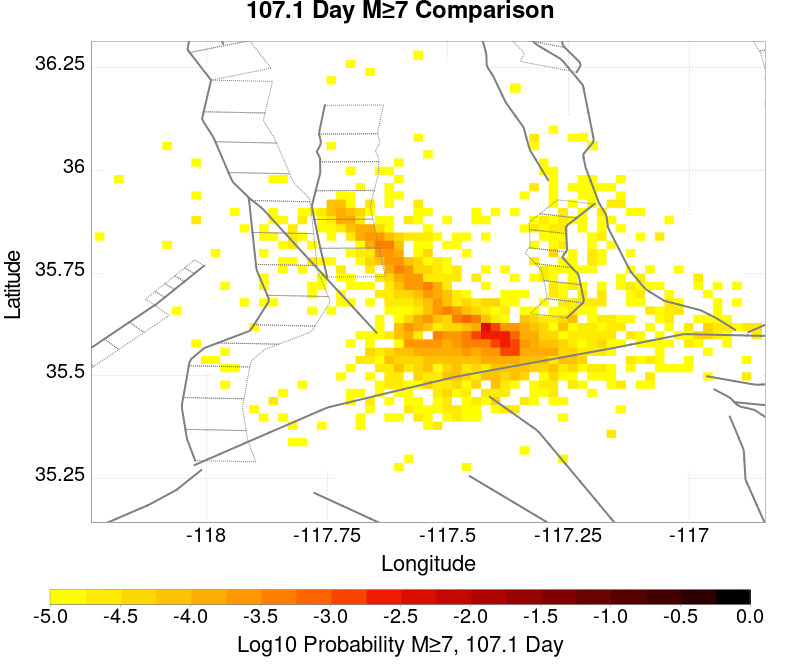 107.1 Day M≥7 Comparison
36.25
36
35.75
35.5
35.25
Latitude
-118 -117.75 -117.5 -117.25 -117
Longitude
-5.0 -4.5 -4.0 -3.5 -3.0 -2.5 -2.0 -1.5 -1.0 -0.5 0.0
Log10 Probability M≥7, 107.1 Day